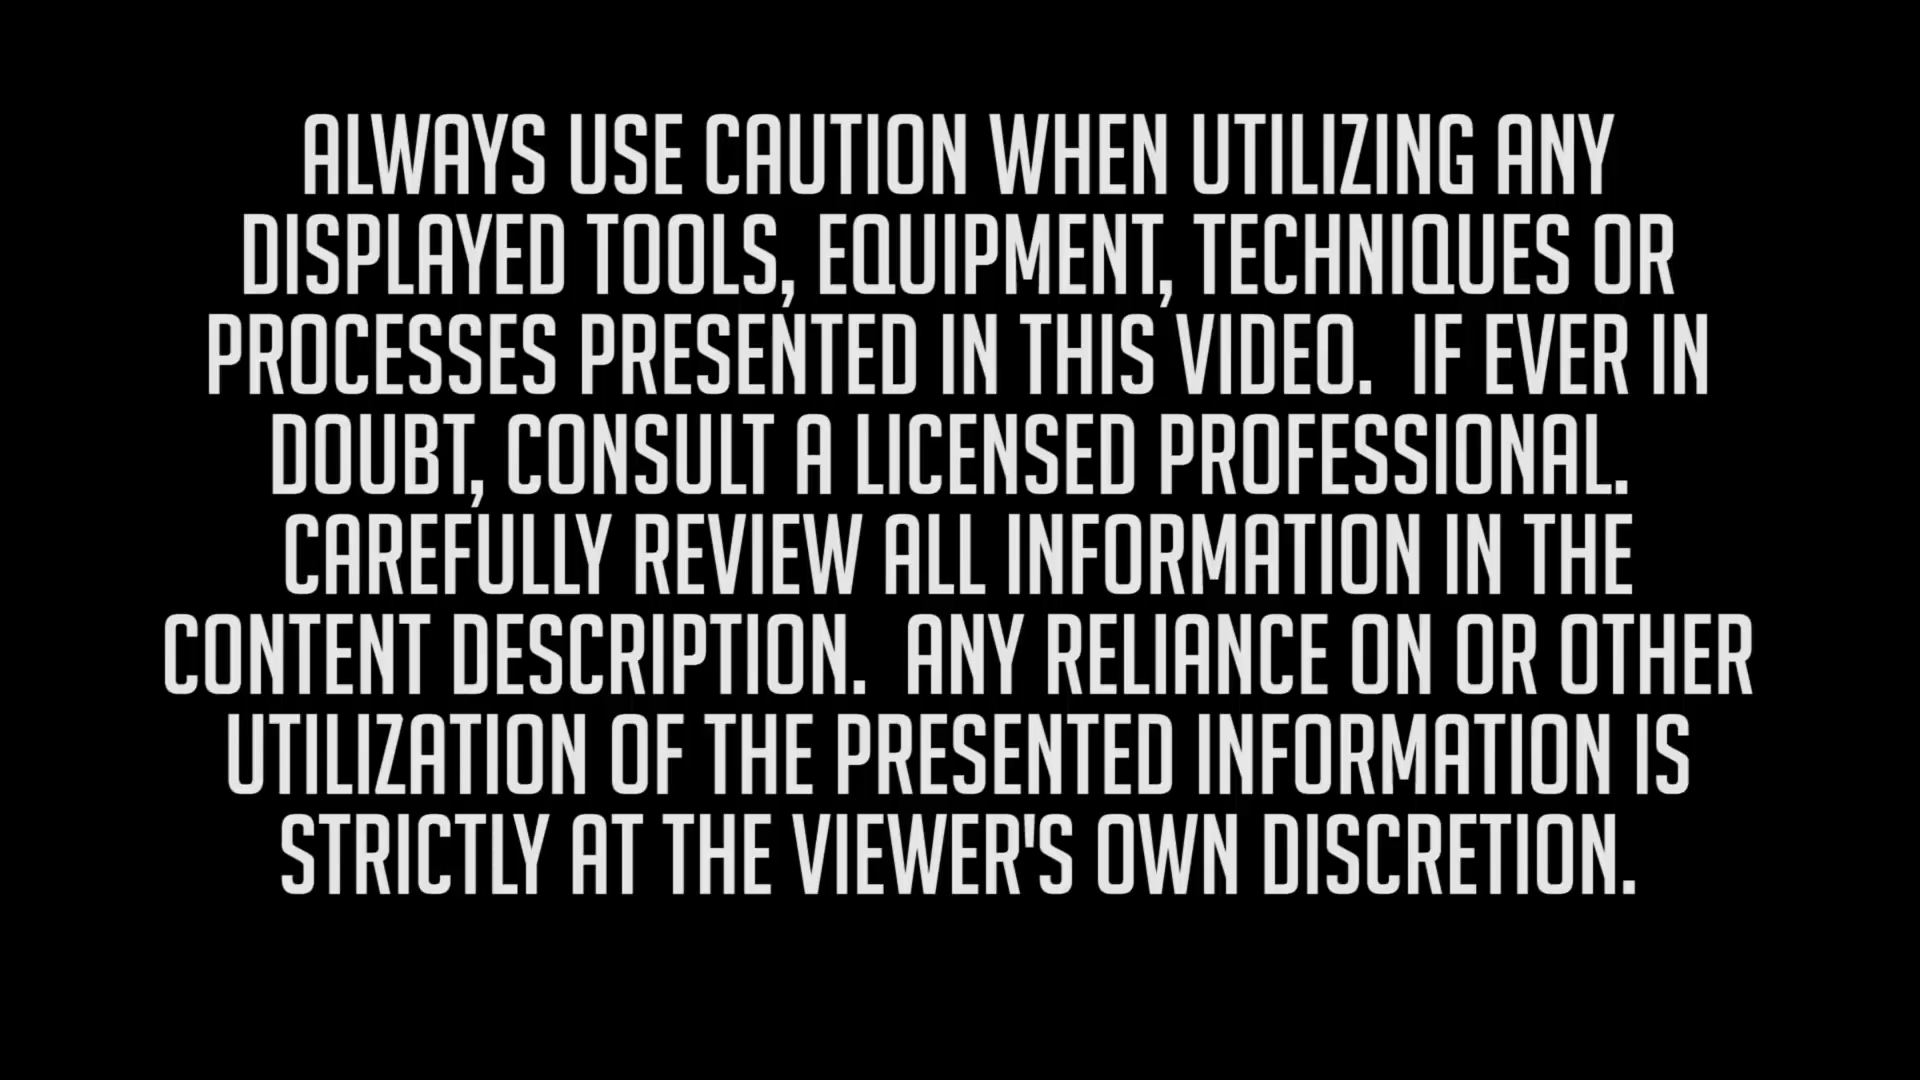 ALWAYS USE CAUTION WHEN UTILIZING ANY
DISPLAYED TOOLS, EQUIPMENT, TECHNIQUES OR
PROCESSES PRESENTED IN THIS VIDEO.  IF EVER IN
DOUBT, CONSULT A LICENSED PROFESSIONAL.
CAREFULLY REVIEW ALL INFORMATION IN THE
CONTENT DESCRIPTION.  ANY RELIANCE ON OR OTHER
UTILIZATION OF THE PRESENTED INFORMATION IS
STRICTLY AT THE VIEWER'S OWN DISCRETION.